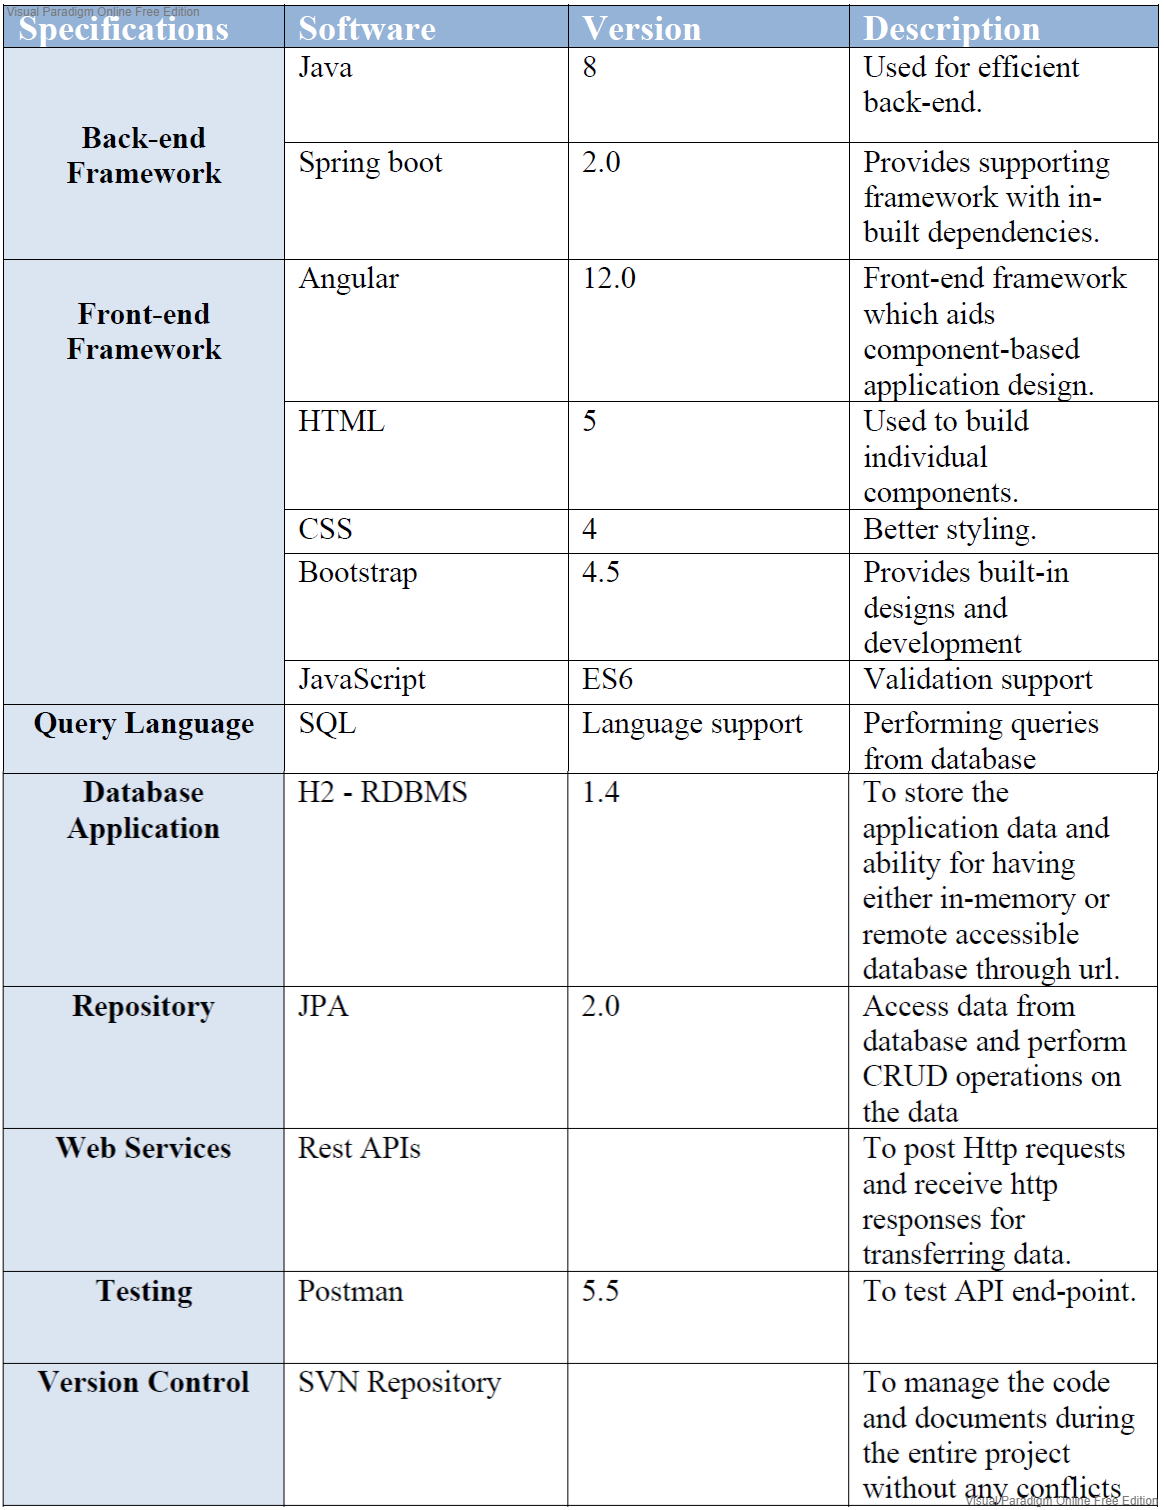 Visual Paradigm Online Free Edition
Specifications Software Version Description
Back-end
Framework
Java 8 Used for efficient
back-end.
Spring boot 2.0 Provides supporting
framework with in-
built dependencies.
Front-end
Framework
Angular 12.0 Front-end framework
which aids
component-based
application design.
HTML 5 Used to build
individual
components.
CSS 4 Better styling.
Bootstrap 4.5 Provides built-in
designs and
development
JavaScript ES6 Validation support
Query Language SQL Language support Performing queries
from database
Database
Application
H2 - RDBMS 1.4 To store the
application data and
ability for having
either in-memory or
remote accessible
database through url.
Repository JPA 2.0 Access data from
database and perform
CRUD operations on
the data
Web Services Rest APIs To post Http requests
and receive http
responses for
transferring data.
Testing Postman 5.5 To test API end-point.
Version Control SVN Repository To manage the code
and documents during
the entire project
without any conflicts
Visual Paradigm Online Free Edition